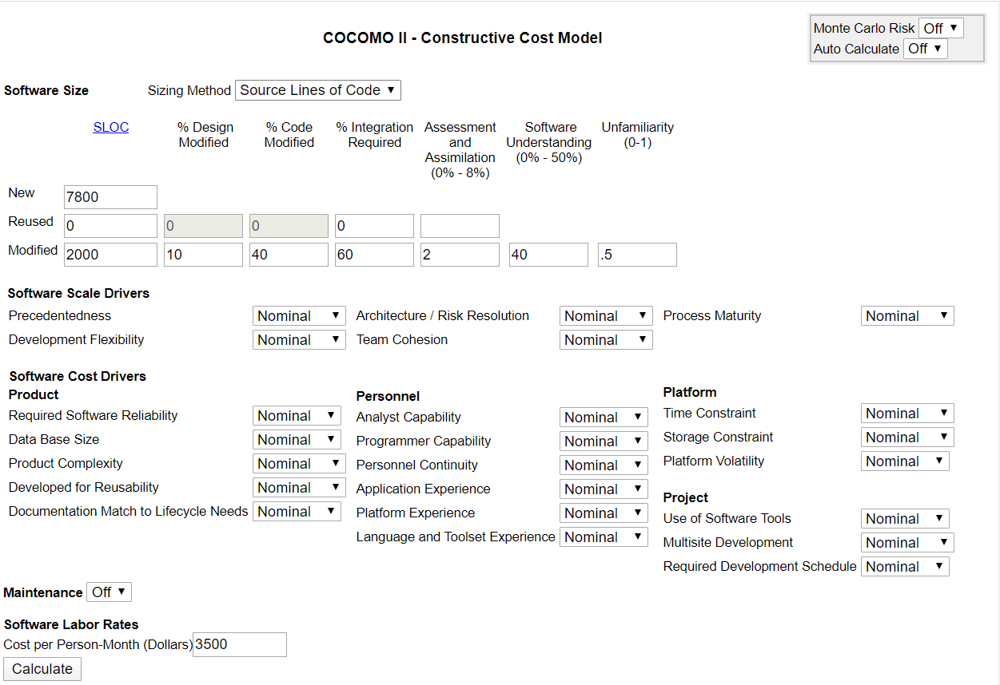 COCOMO II - Constructive Cost Model
Monte Carlo Risk Off
Auto Calculate Off
Software Size Sizing Method Source Lines of Code
SLOC % Design Modified % Code Modified % Integration Required Assessment and Assimilation (0% - 8%) Software Understanding (0% - 50%) Unfamiliarity (0-1)
New 7800
Reused 0 0 0 0
Modified 2000 10 40 60 2 40 .5
Software Scale Drivers
Precedentedness Nominal Architecture / Risk Resolution Nominal Process Maturity Nominal
Development Flexibility Nominal Team Cohesion Nominal
Software Cost Drivers
Product
Required Software Reliability Nominal
Data Base Size Nominal
Product Complexity Nominal
Developed for Reusability Nominal
Documentation Match to Lifecycle Needs Nominal
Personnel
Analyst Capability Nominal
Programmer Capability Nominal
Personnel Continuity Nominal
Application Experience Nominal
Platform Experience Nominal
Language and Toolset Experience Nominal
Platform
Time Constraint Nominal
Storage Constraint Nominal
Platform Volatility Nominal
Project
Use of Software Tools Nominal
Multisite Development Nominal
Required Development Schedule Nominal
Maintenance Off
Software Labor Rates
Cost per Person-Month (Dollars) 3500
Calculate